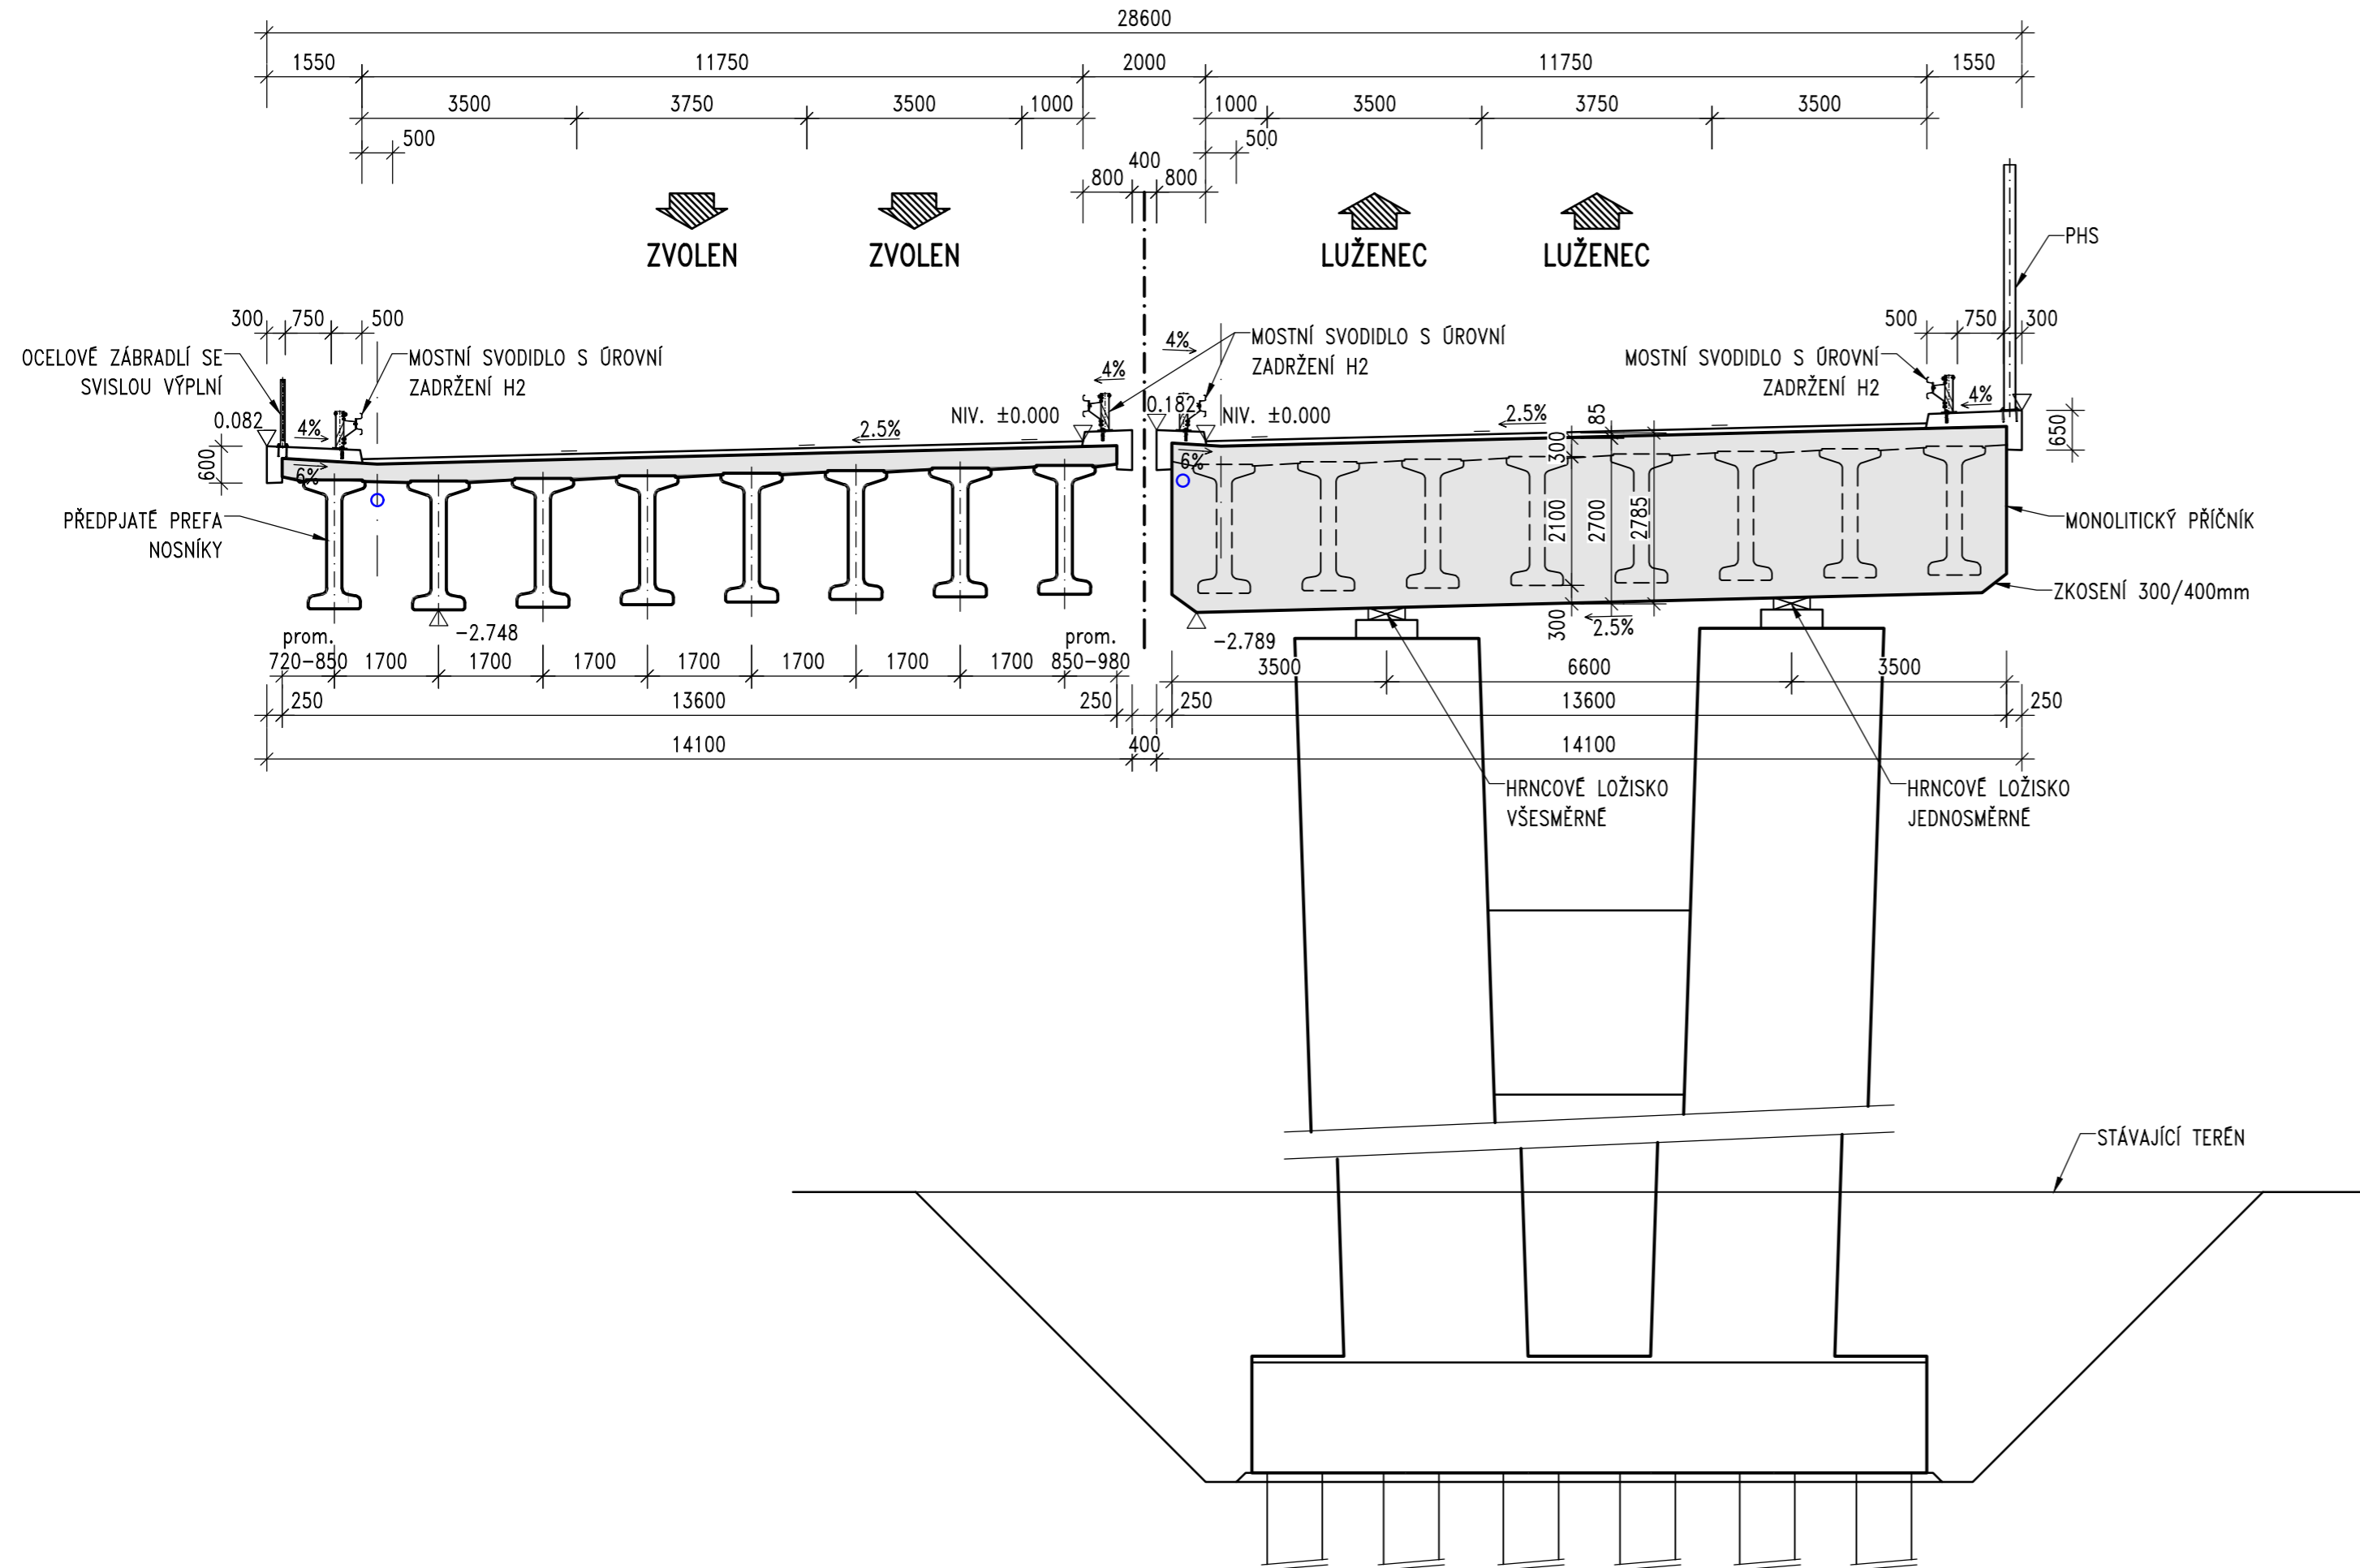 28600
1550 11750 2000 11750 1550
3500 3750 3500 1000 1000 3500 3750 3500
500 500
400
800 800
ZVOLEN ZVOLEN LUŽENEC LUŽENEC
PHS
300 750 500
500 750 300
OCELOVÉ ZÁBRADLÍ SE
SVISLOU VÝPLNÍ
MOSTNÍ SVODIDLO S ÚROVNÍ
ZADRŽENÍ H2
4%
4%
MOSTNÍ SVODIDLO S ÚROVNÍ
ZADRŽENÍ H2
MOSTNÍ SVODIDLO S ÚROVNÍ
ZADRŽENÍ H2
4%
0.082
4%
2.5%
NIV. ±0.000
0.182
NIV. ±0.000
2.5%
85
650
600
6%
6%
300
2100
2700
2785
300
PŘEDPJATÉ PREFA
NOSNÍKY
MONOLITICKÝ PŘÍČNÍK
ZKOSENÍ 300/400mm
-2.748
-2.789
2.5%
prom. prom.
720-850 1700 1700 1700 1700 1700 1700 1700 850-980
3500 6600 3500
250 13600 250 250 13600 250
14100 400 14100
HRNCOVÉ LOŽISKO
VŠESMĚRNÉ
HRNCOVÉ LOŽISKO
JEDNOSMĚRNÉ
STÁVAJÍCÍ TERÉN